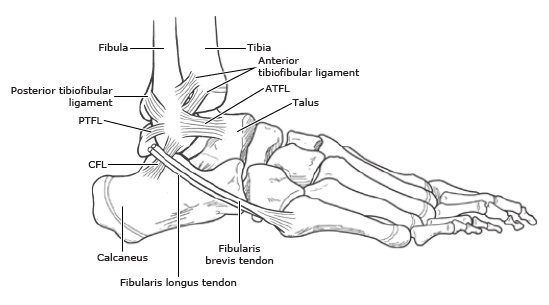 Fibula
Tibia
Anterior
tibiofibular ligament
Posterior tibiofibular
ligament
ATFL
Talus
PTFL
CFL
Calcaneus
Fibularis
brevis tendon
Fibularis longus tendon